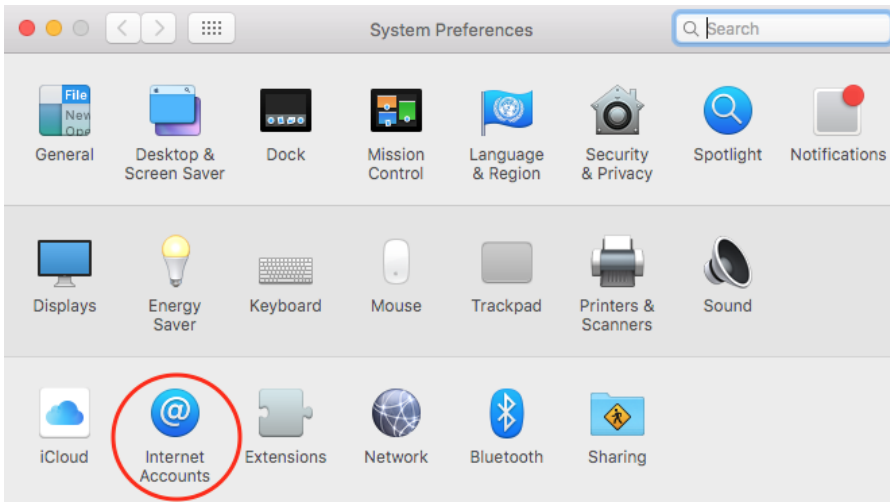 System Preferences
Search
File
New
Ope
General
Desktop &
Screen Saver
Dock
Mission
Control
Language
& Region
Security
& Privacy
Spotlight
Notifications
Displays
Energy
Saver
Keyboard
Mouse
Trackpad
Printers &
Scanners
Sound
iCloud
@
Internet
Accounts
Extensions
Network
Bluetooth
Sharing